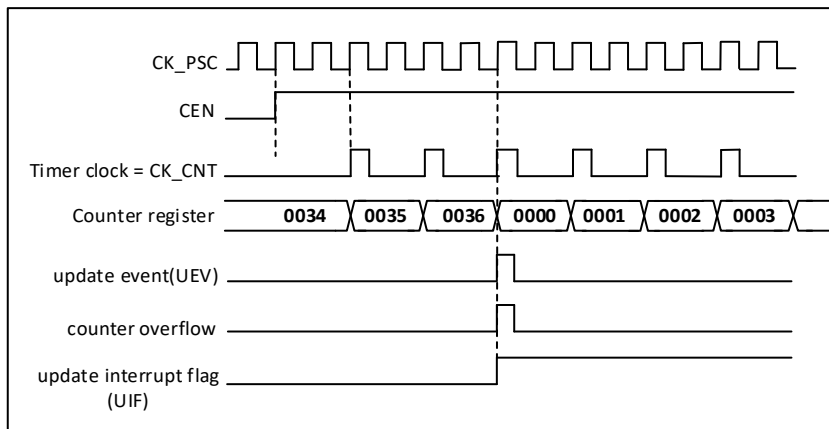 CK_PSC
CEN
Timer clock = CK_CNT
Counter register 0034 0035 0036 0000 0001 0002 0003
update event(UEV)
counter overflow
update interrupt flag
(UIF)